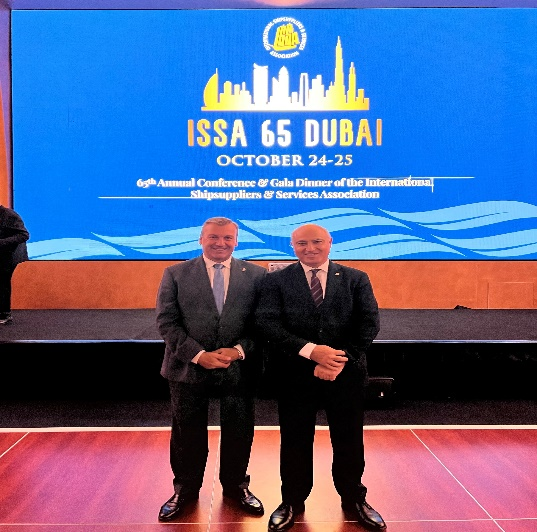 ISSA 65 DUBAI
OCTOBER 24-25
65th Annual Conference & Gala Dinner of the International
Shipsuppliers & Services Association